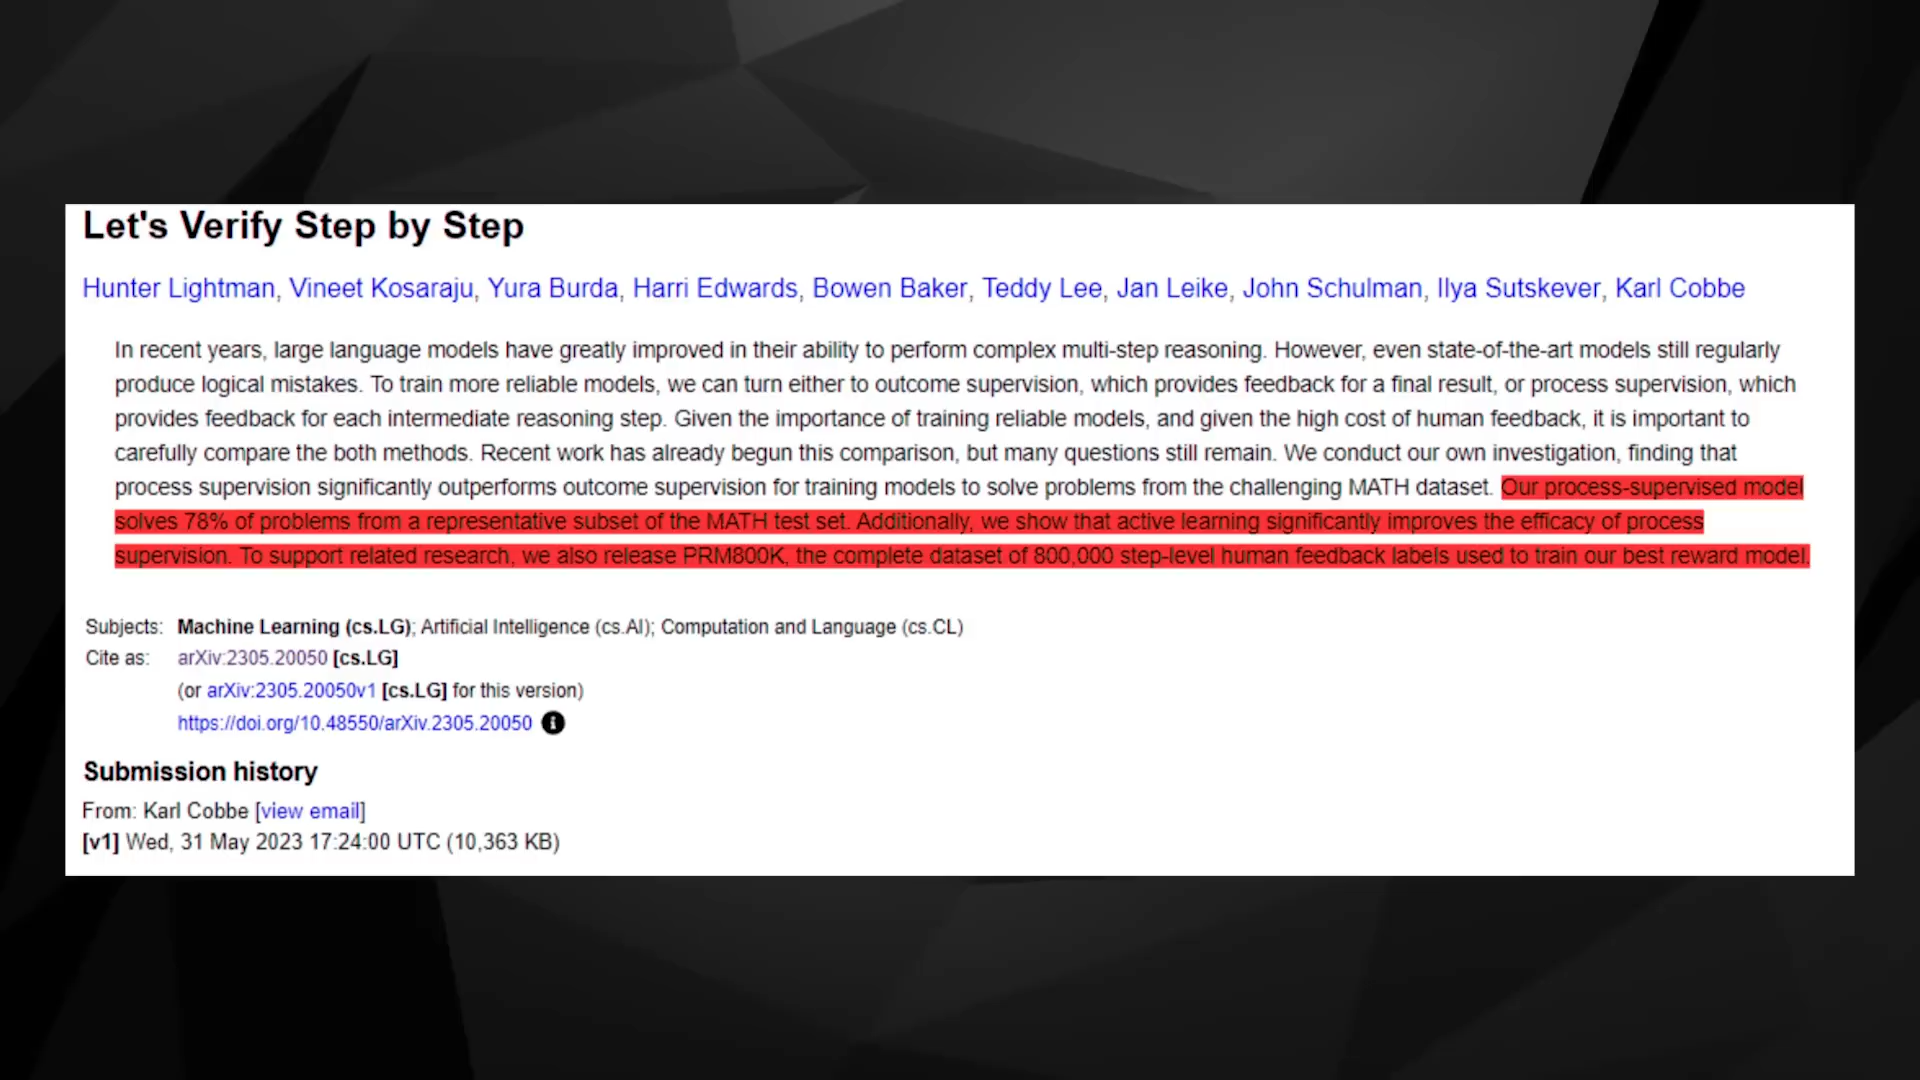 Let's Verify Step by Step
Hunter Lightman, Vineet Kosaraju, Yura Burda, Harri Edwards, Bowen Baker, Teddy Lee, Jan Leike, John Schulman, Ilya Sutskever, Karl Cobbe
In recent years, large language models have greatly improved in their ability to perform complex multi-step reasoning. However, even state-of-the-art models still regularly
produce logical mistakes. To train more reliable models, we can turn either to outcome supervision, which provides feedback for a final result, or process supervision, which
provides feedback for each intermediate reasoning step. Given the importance of training reliable models, and given the high cost of human feedback, it is important to
carefully compare the both methods. Recent work has already begun this comparison, but many questions still remain. We conduct our own investigation, finding that
process supervision significantly outperforms outcome supervision for training models to solve problems from the challenging MATH dataset. Our process-supervised model
solves 78% of problems from a representative subset of the MATH test set. Additionally, we show that active learning significantly improves the efficacy of process
supervision. To support related research, we also release PRM800K, the complete dataset of 800,000 step-level human feedback labels used to train our best reward model.
Subjects: Machine Learning (cs.LG); Artificial Intelligence (cs.AI); Computation and Language (cs.CL)
Cite as: arXiv:2305.20050 [cs.LG]
(or arXiv:2305.20050v1 [cs.LG] for this version)
https://doi.org/10.48550/arXiv.2305.20050
Submission history
From: Karl Cobbe [view email]
[v1] Wed, 31 May 2023 17:24:00 UTC (10,363 KB)